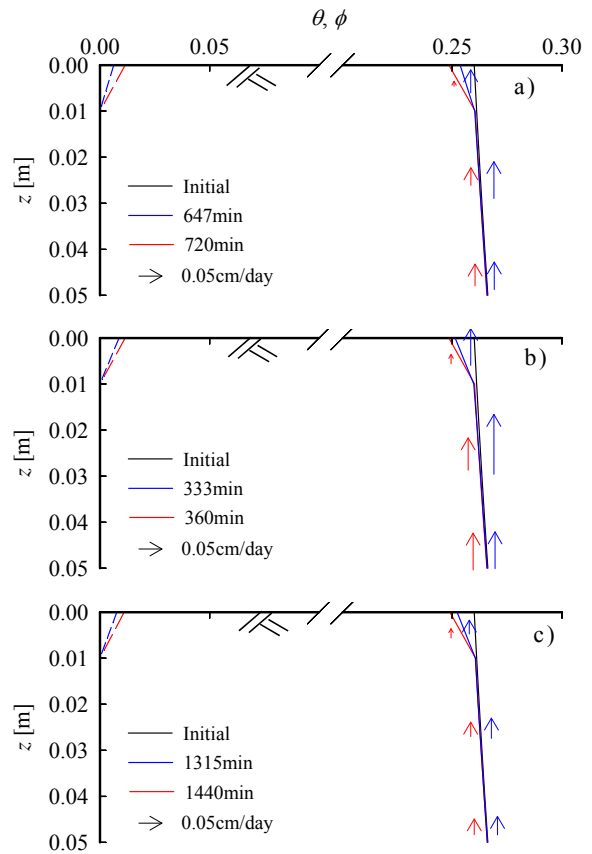 θ, ϕ
0.00 0.05 0.25 0.30
0.00
0.01
0.02
0.03
0.04
0.05
z [m]
a)
Initial
647min
720min
0.05cm/day
0.00
0.01
0.02
0.03
0.04
0.05
z [m]
b)
Initial
333min
360min
0.05cm/day
0.00
0.01
0.02
0.03
0.04
0.05
z [m]
c)
Initial
1315min
1440min
0.05cm/day